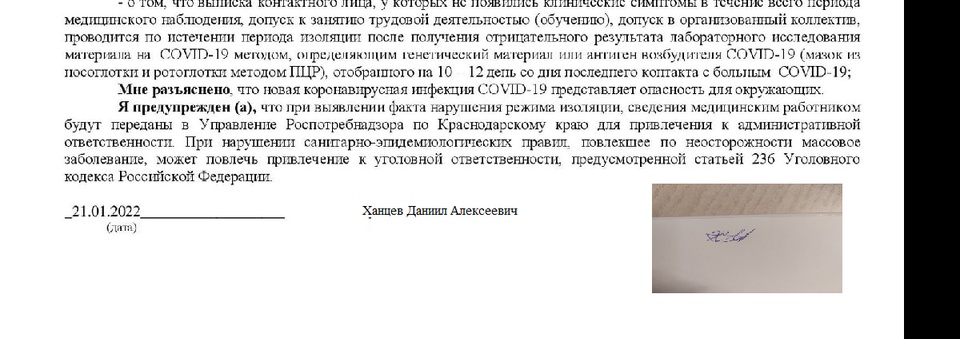 - о том, что выписка контактного лица, у которых не появились клинические симптомы в течение всего периода
медицинского наблюдения, допуск к занятию трудовой деятельностью (обучению), допуск в организованный коллектив,
проводится по истечении периода изоляции после получения отрицательного результата лабораторного исследования
материала на COVID-19 методом, определяющим генетический материал или антиген возбудителя COVID-19 (мазок из
носоглотки и ротоглотки методом ПЦР), отобранного на 10 – 12 день со дня последнего контакта с больным COVID-19;
Мне разъяснено, что новая коронавирусная инфекция COVID-19 представляет опасность для окружающих.
Я предупрежден (а), что при выявлении факта нарушения режима изоляции, сведения медицинским работником
будут переданы в Управление Роспотребнадзора по Краснодарскому краю для привлечения к административной
ответственности. При нарушении санитарно-эпидемиологических правил, повлекшее по неосторожности массовое
заболевание, может повлечь привлечение к уголовной ответственности, предусмотренной статьей 236 Уголовного
кодекса Российской Федерации.
_21.01.2022____________________ Ханцев Даниил Алексеевич
(дата)